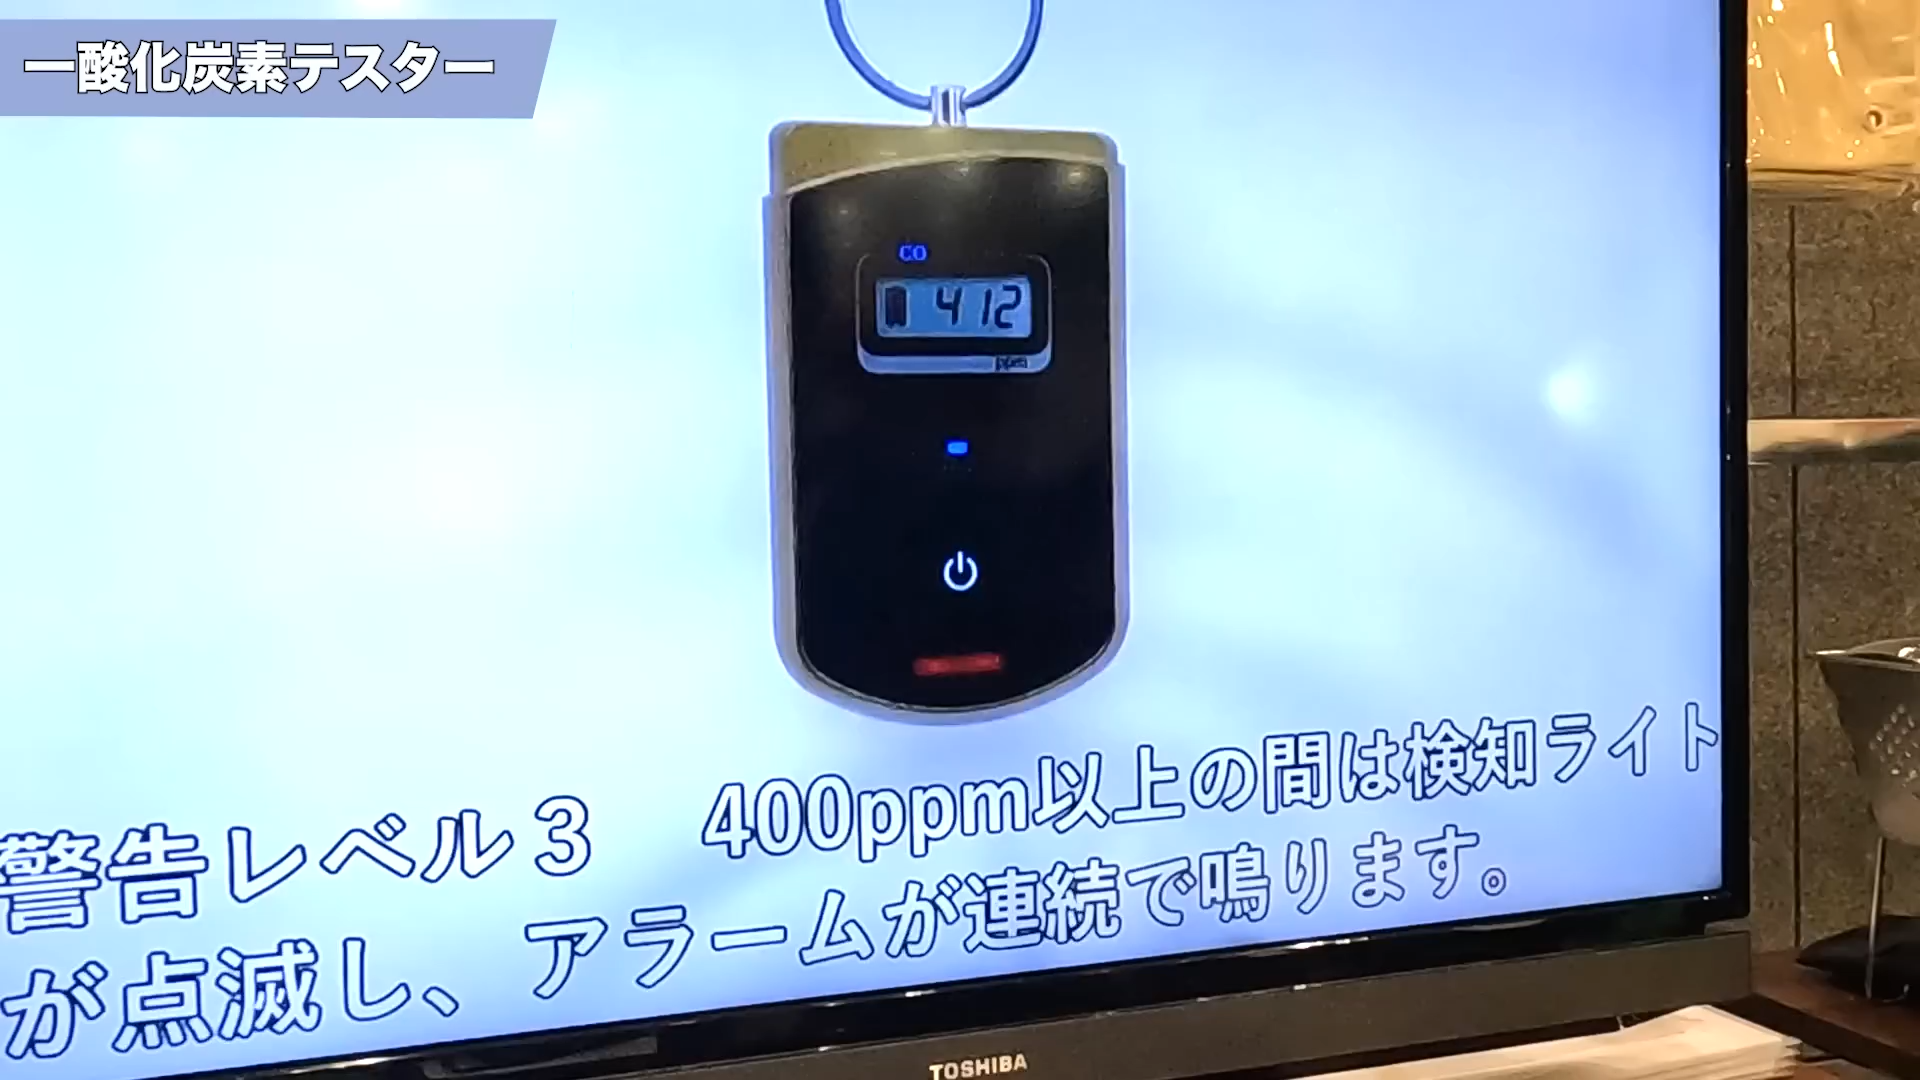 一酸化炭素テスター
CO
412
ppm
警告レベル3 400ppm以上の間は検知ライト
が点滅し、アラームが連続で鳴ります。
TOSHIBA